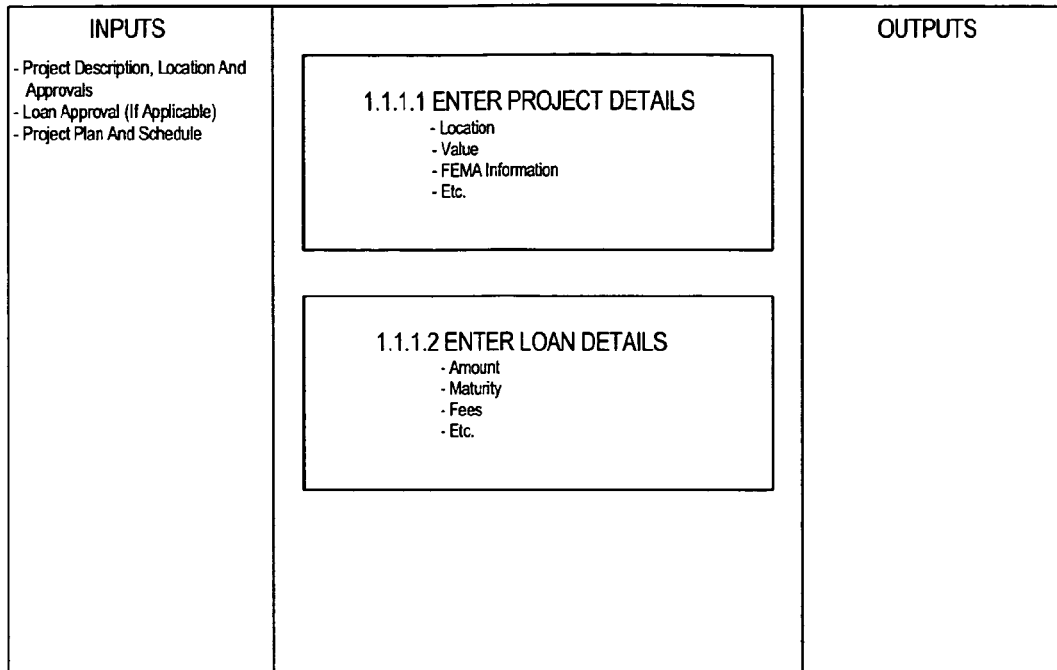 INPUTS
- Project Description, Location And
Approvals
- Loan Approval (If Applicable)
- Project Plan And Schedule
1.1.1.1 ENTER PROJECT DETAILS
- Location
- Value
- FEMA Information
- Etc.
1.1.1.2 ENTER LOAN DETAILS
- Amount
- Maturity
- Fees
- Etc.
OUTPUTS